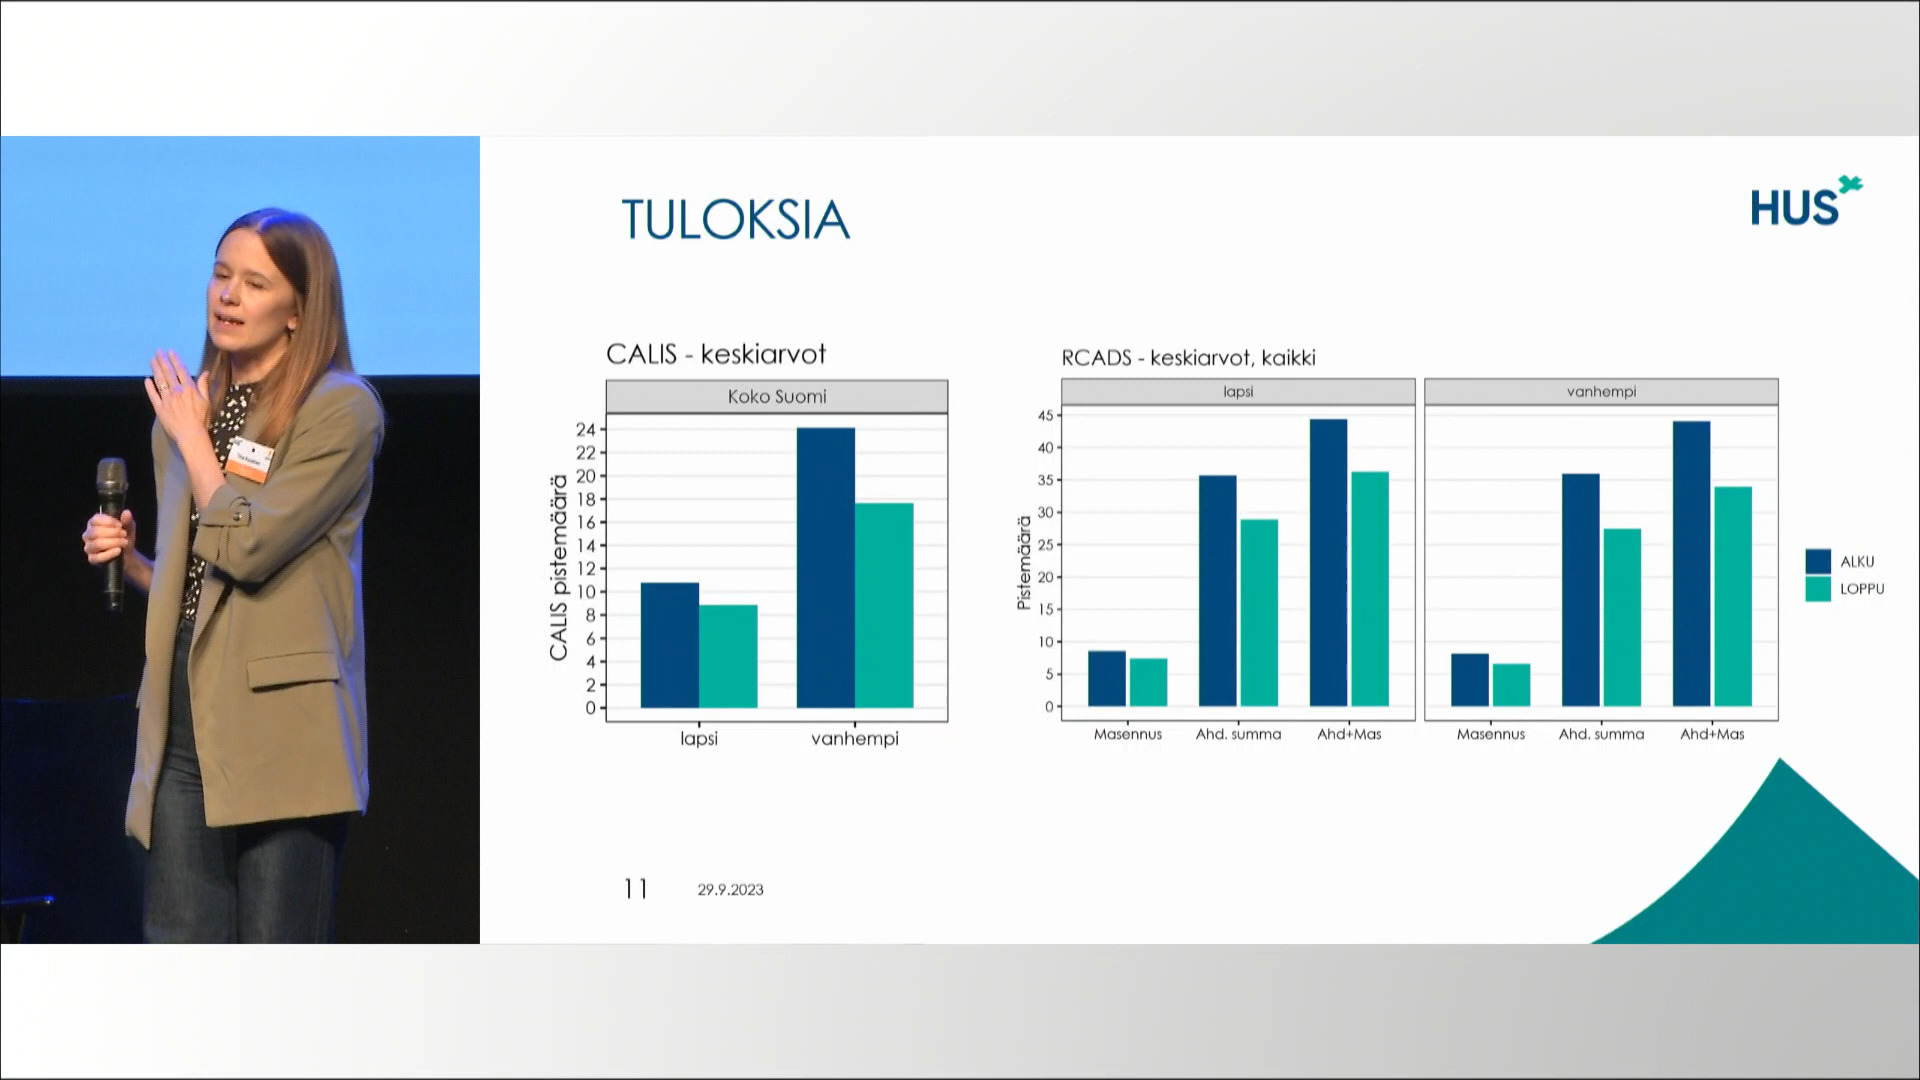 TULOKSIA
HUS
CALIS - keskiarvot
Koko Suomi
CALIS pistemäärä
24
22
20
18
16
14
12
10
8
6
4
2
0
lapsi
vanhempi
RCADS - keskiarvot, kaikki
lapsi
vanhempi
Pistemäärä
45
40
35
30
25
20
15
10
5
0
Masennus
Ahd. summa
Ahd+Mas
Masennus
Ahd. summa
Ahd+Mas
ALKU
LOPPU
11
29.9.2023